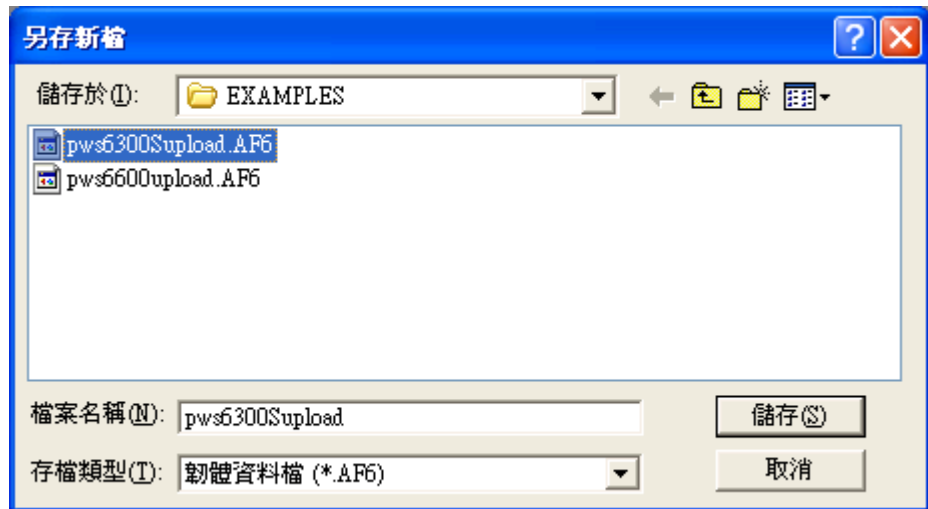 另存新檔
儲存於(I): EXAMPLES
pws6300Supload.AF6
pws6600upload.AF6
檔案名稱(N): pws6300Supload 儲存(S)
存檔類型(T): 韌體資料檔 (*.AF6) 取消